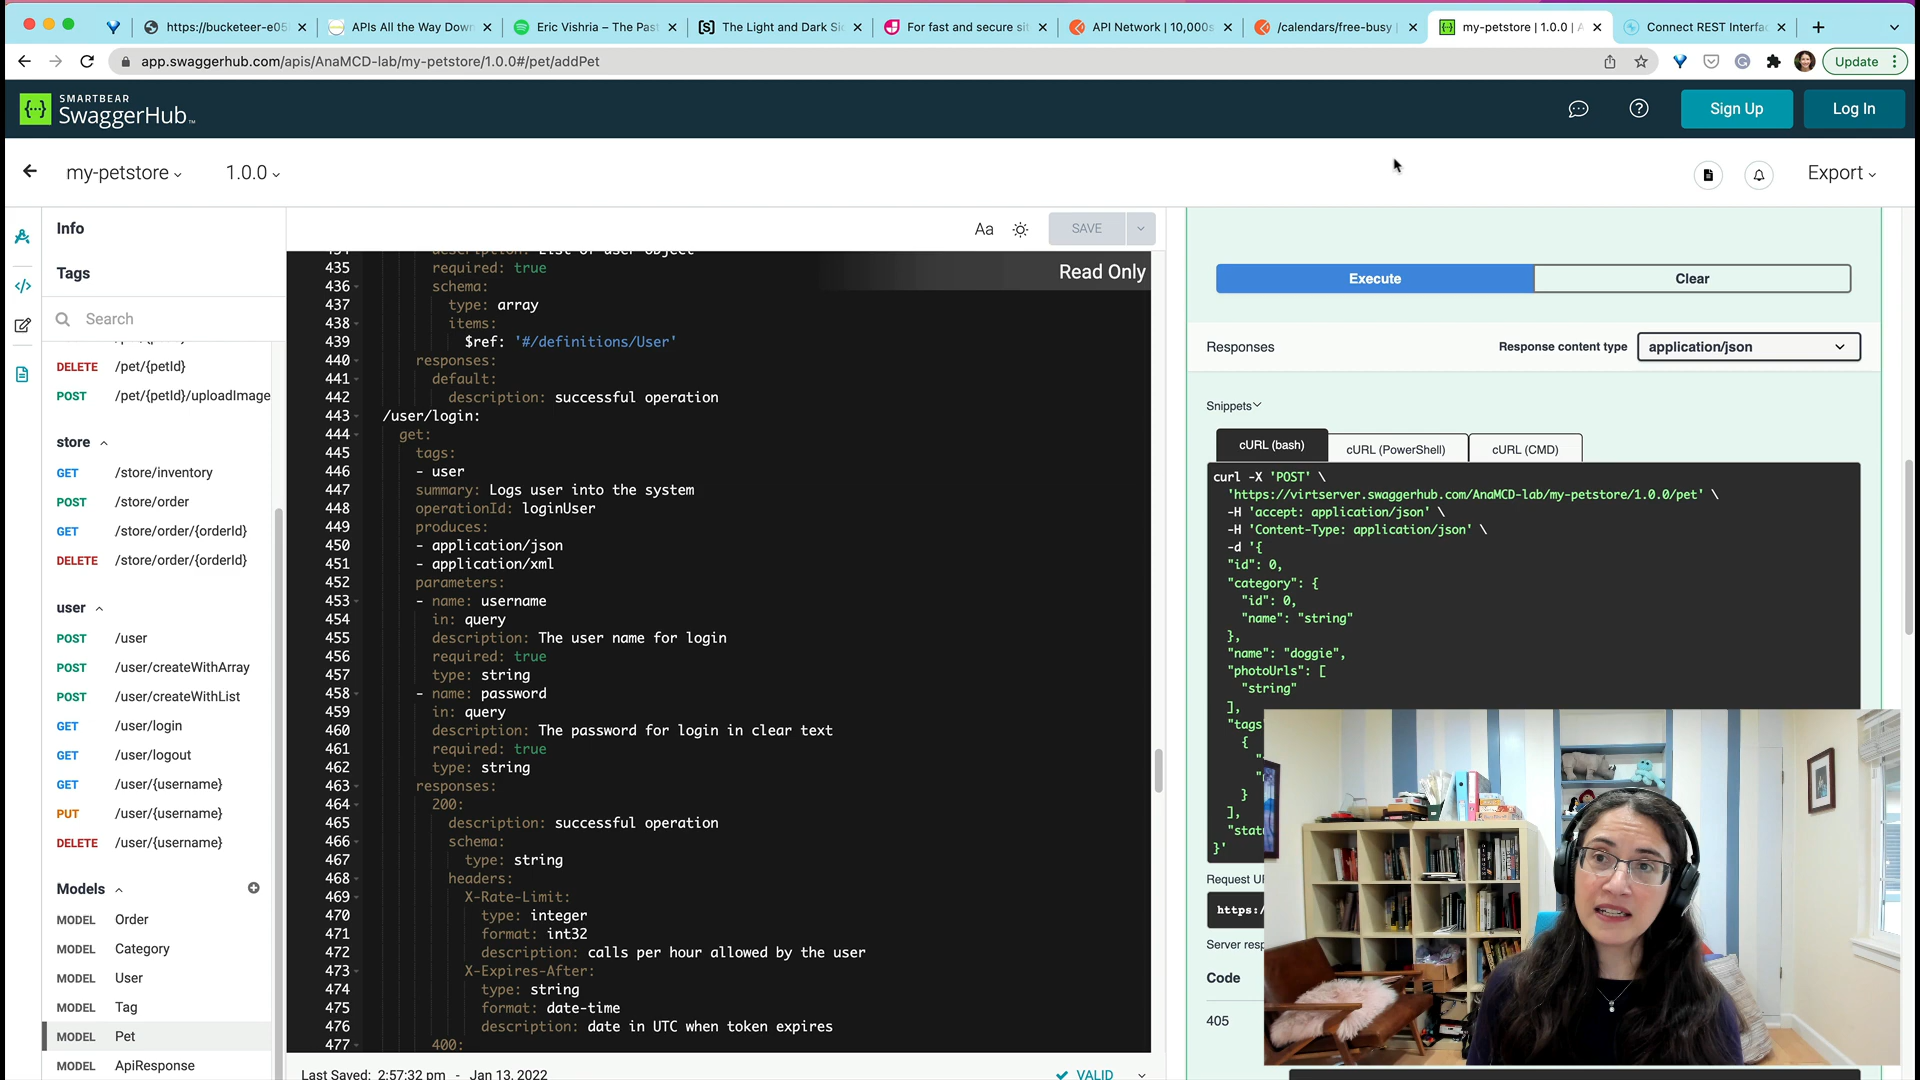 https://bucketeer-e05
APIs All the Way Down
Eric Vishria – The Past
The Light and Dark Si
For fast and secure sit
API Network | 10,000s
/calendars/free-busy |
my-petstore | 1.0.0 | A
Connect REST Interfac
app.swaggerhub.com/apis/AnaMCD-lab/my-petstore/1.0.0#/pet/addPet
Update
SMARTBEAR
SwaggerHub™
Sign Up
Log In
my-petstore
1.0.0
Export
Info
Tags
Search
DELETE /pet/{petId}
POST /pet/{petId}/uploadImage
store
GET /store/inventory
POST /store/order
GET /store/order/{orderId}
DELETE /store/order/{orderId}
user
POST /user
POST /user/createWithArray
POST /user/createWithList
GET /user/login
GET /user/logout
GET /user/{username}
PUT /user/{username}
DELETE /user/{username}
Models
MODEL Order
MODEL Category
MODEL User
MODEL Tag
MODEL Pet
MODEL ApiResponse
Aa
SAVE
Read Only
434 description: List of user object
435 required: true
436 schema:
437 type: array
438 items:
439 $ref: '#/definitions/User'
440 responses:
441 default:
442 description: successful operation
443 /user/login:
444 get:
445 tags:
446 - user
447 summary: Logs user into the system
448 operationId: loginUser
449 produces:
450 - application/json
451 - application/xml
452 parameters:
453 - name: username
454 in: query
455 description: The user name for login
456 required: true
457 type: string
458 - name: password
459 in: query
460 description: The password for login in clear text
461 required: true
462 type: string
463 responses:
464 200:
465 description: successful operation
466 schema:
467 type: string
468 headers:
469 X-Rate-Limit:
470 type: integer
471 format: int32
472 description: calls per hour allowed by the user
473 X-Expires-After:
474 type: string
475 format: date-time
476 description: date in UTC when token expires
477 400:
Last Saved: 2:57:32 pm - Jan 13, 2022
VALID
Execute
Clear
Responses
Response content type
application/json
Snippets
cURL (bash)
cURL (PowerShell)
cURL (CMD)
curl -X 'POST' \
'https://virtserver.swaggerhub.com/AnaMCD-lab/my-petstore/1.0.0/pet' \
-H 'accept: application/json' \
-H 'Content-Type: application/json' \
-d '{
"id": 0,
"category": {
"id": 0,
"name": "string"
},
"name": "doggie",
"photoUrls": [
"string"
],
"tags
{
}
],
"statu
}'
Request U
https:/
Server resp
Code
405